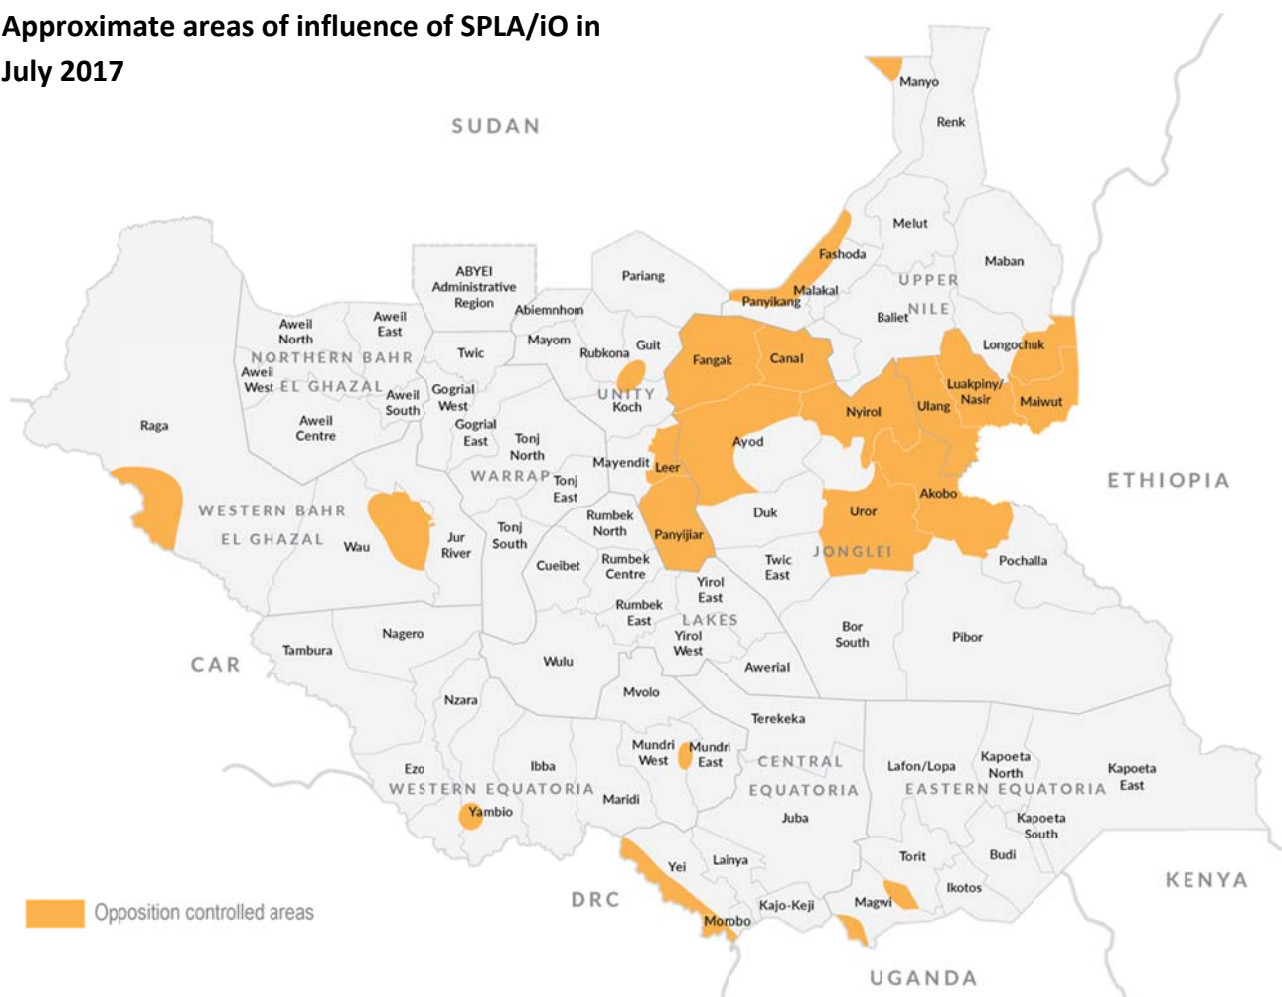 Approximate areas of influence of SPLA/iO in
July 2017
SUDAN
Manyo
Renk
Melut
Maban
Fashoda
UPPER
NILE
Malakal
Panyikang
Baliet
Longochuk
Pariang
ABYEI
Administrative
Region
Abiemnhom
Aweil
North
Aweil
East
NORTHERN BAHR
EL GHAZAL
Aweil
West
Aweil
South
Aweil
Centre
Twic
Mayom
Rubkona
Guit
UNITY
Koch
Fangak
Canal
Nyirol
Ulang
Luakpiny/
Nasir
Maiwut
Gogrial
West
Gogrial
East
Tonj
North
WARRAP
Tonj
East
Mayendit
Leer
Ayod
Raga
WESTERN BAHR
EL GHAZAL
Wau
Jur
River
Tonj
South
Rumbek
North
Panyijiar
Duk
Uror
Akobo
ETHIOPIA
JONGLEI
Pochalla
Cueibet
Rumbek
Centre
Twic
East
Yirol
East
Rumbek
East
LAKES
Yirol
West
Bor
South
Pibor
Nagero
Tambura
CAR
Wulu
Awerial
Mvolo
Nzara
Terekeka
Mundri
West
Mundri
East
CENTRAL
EQUATORIA
Ezo
Ibba
WESTERN EQUATORIA
Maridi
Yambio
Juba
Lafon/Lopa
Kapoeta
North
Kapoeta
East
EASTERN EQUATORIA
Kapoeta
South
Yei
Lainya
Torit
Budi
Ikotos
KENYA
DRC
Morobo
Kajo-Keji
Magwi
UGANDA
Opposition controlled areas